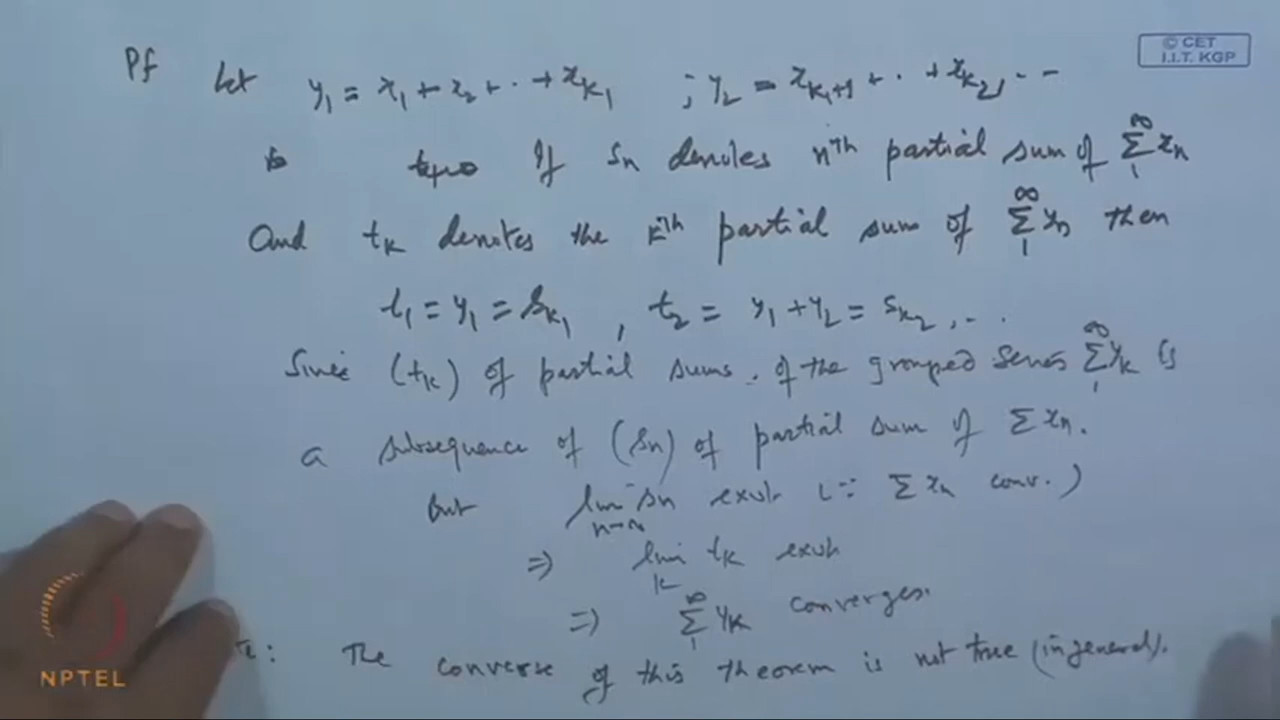 © CET
I.I.T. KGP
Pf Let y₁ = x₁ + x₂ + ·· + x_{k₁} ; y₂ = x_{k₁+1} + ·· + x_{k₂}, ···
If sₙ denotes nᵗʰ partial sum of ∑₁^∞ xₙ
And t_k denotes the kᵗʰ partial sum of ∑₁^∞ yₙ then
t₁ = y₁ = s_{k₁} , t₂ = y₁ + y₂ = s_{k₂} , ···
Since (t_k) of partial sums of the grouped series ∑₁^∞ y_k is
a subsequence of (sₙ) of partial sum of ∑ xₙ.
but lim_{n→∞} sₙ exist (∵ ∑ xₙ conv.)
⇒ lim_k t_k exist
⇒ ∑₁^∞ y_k converges.
The converse of this theorem is not true (in general).
NPTEL